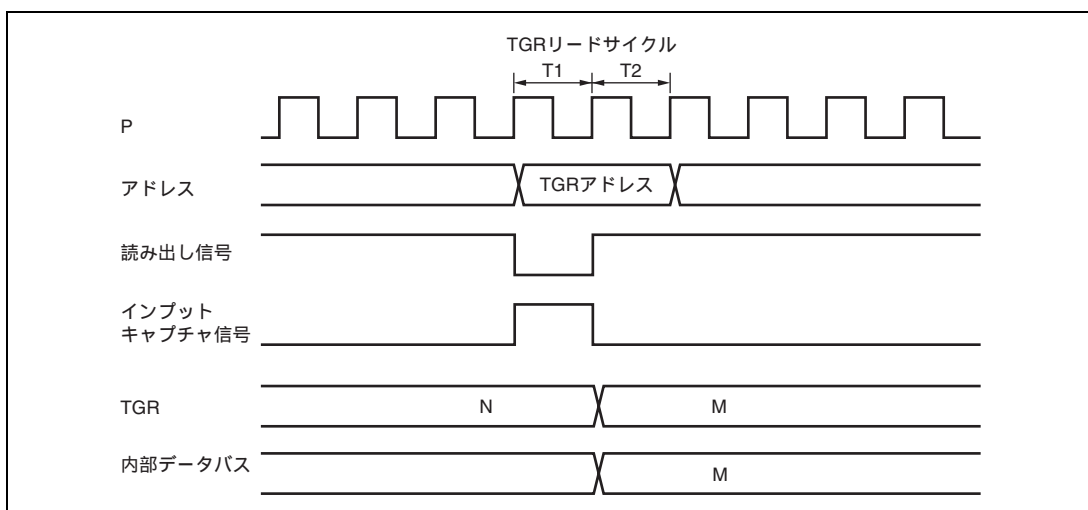 TGRリードサイクル
T1
T2
P
アドレス
TGRアドレス
読み出し信号
インプット
キャプチャ信号
TGR
N
M
内部データバス
M